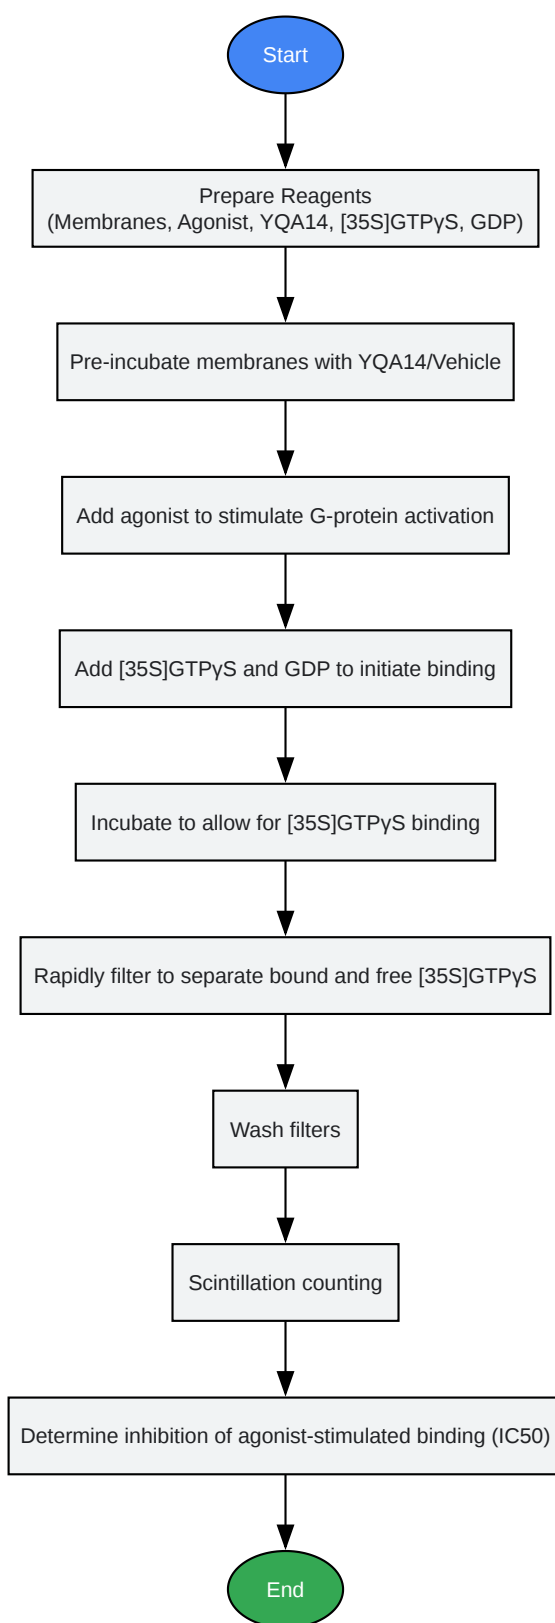 Start
Prepare Reagents
(Membranes, Agonist, YQA14, [35S]GTPγS, GDP)
Pre-incubate membranes with YQA14/Vehicle
Add agonist to stimulate G-protein activation
Add [35S]GTPγS and GDP to initiate binding
Incubate to allow for [35S]GTPγS binding
Rapidly filter to separate bound and free [35S]GTPγS
Wash filters
Scintillation counting
Determine inhibition of agonist-stimulated binding (IC50)
End